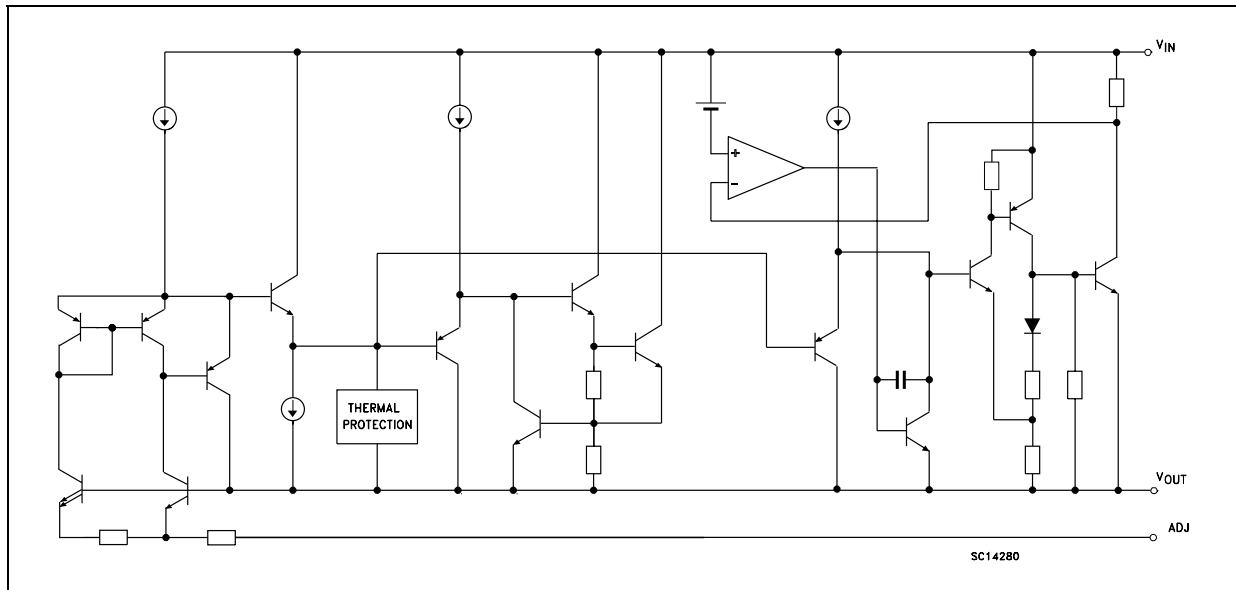 VIN
+
−
THERMAL
PROTECTION
VOUT
ADJ
SC14280